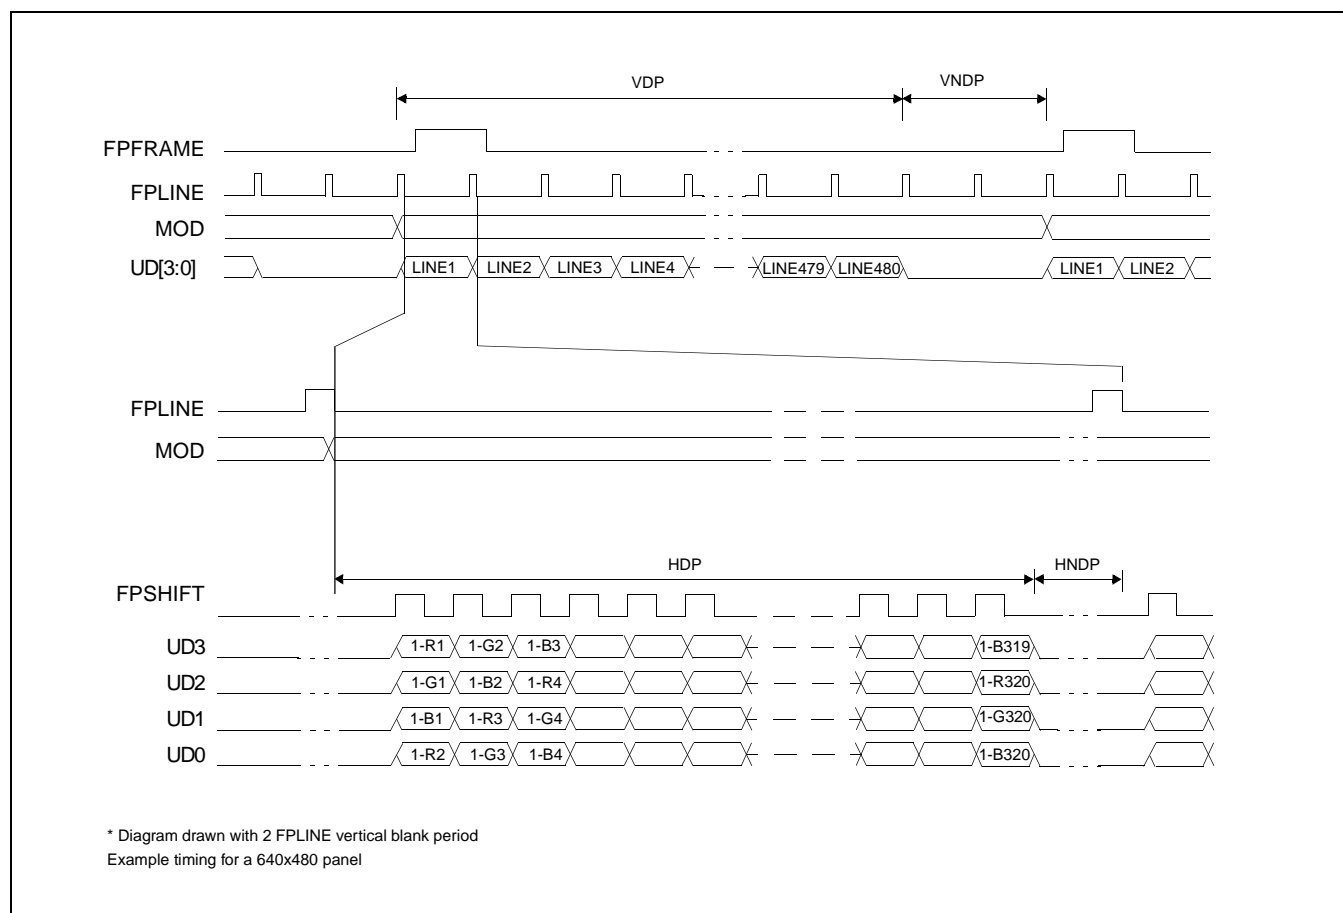 VDP VNDP
FPFRAME
FPLINE
MOD
UD[3:0] LINE1 LINE2 LINE3 LINE4 LINE479 LINE480 LINE1 LINE2
FPLINE
MOD
HDP HNDP
FPSHIFT
UD3 1-R1 1-G2 1-B3 1-B319
UD2 1-G1 1-B2 1-R4 1-R320
UD1 1-B1 1-R3 1-G4 1-G320
UD0 1-R2 1-G3 1-B4 1-B320
* Diagram drawn with 2 FPLINE vertical blank period
Example timing for a 640x480 panel